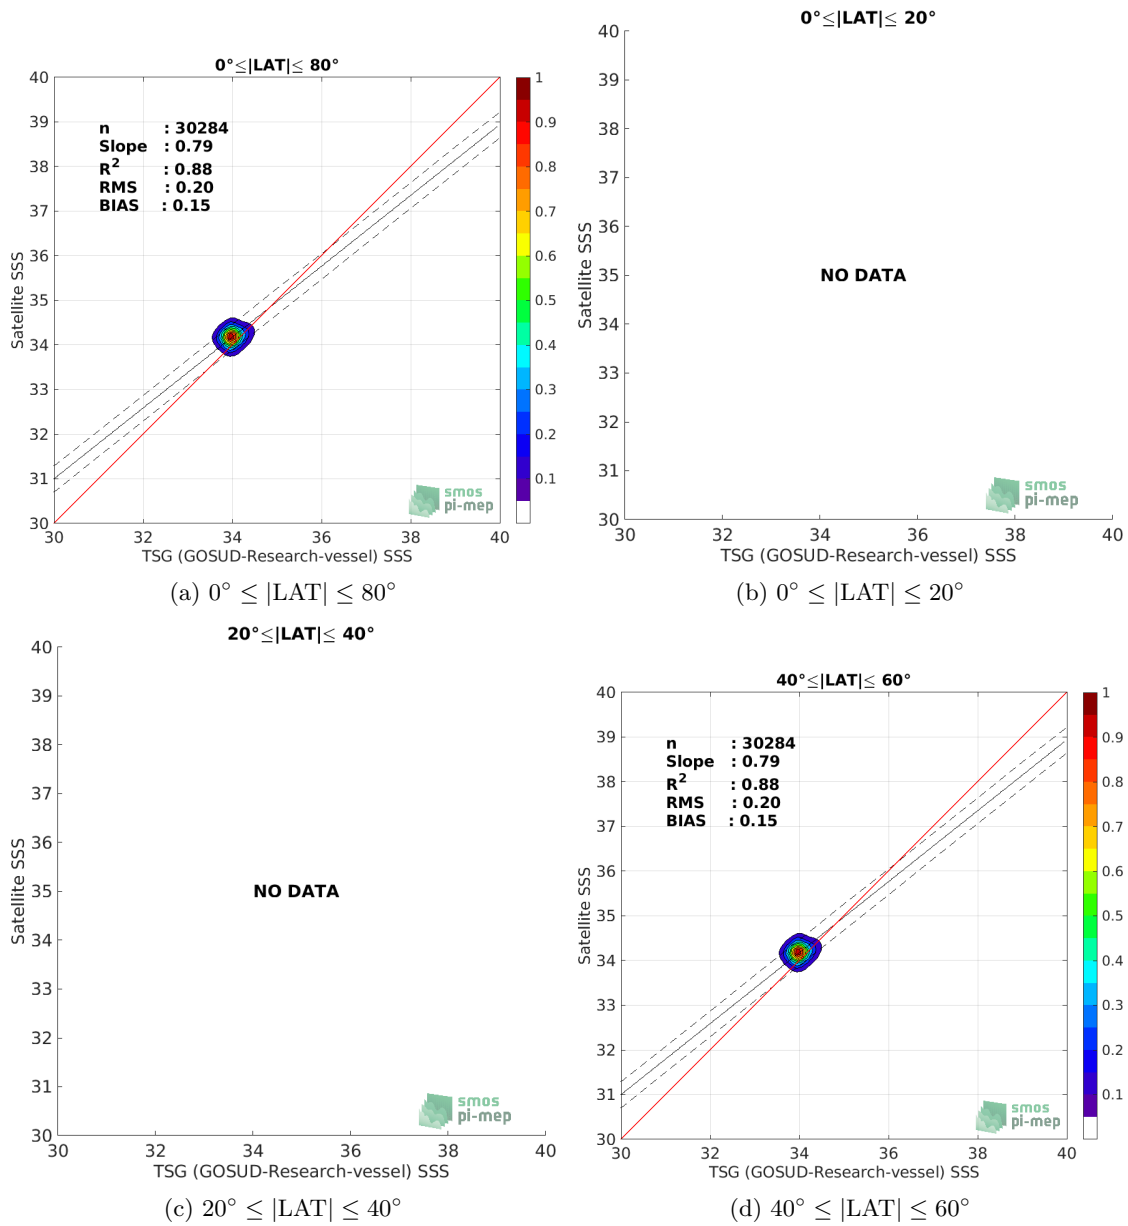 0°≤|LAT|≤ 80°
40
39
38
37
36
35
34
33
32
31
30
Satellite SSS
n : 30284
Slope : 0.79
R2 : 0.88
RMS : 0.20
BIAS : 0.15
1
0.9
0.8
0.7
0.6
0.5
0.4
0.3
0.2
0.1
smos
pi-mep
30 32 34 36 38 40
TSG (GOSUD-Research-vessel) SSS
(a) 0° ≤ |LAT| ≤ 80°
0°≤|LAT|≤ 20°
40
39
38
37
36
35
34
33
32
31
30
Satellite SSS
NO DATA
smos
pi-mep
30 32 34 36 38 40
TSG (GOSUD-Research-vessel) SSS
(b) 0° ≤ |LAT| ≤ 20°
20°≤|LAT|≤ 40°
40
39
38
37
36
35
34
33
32
31
30
Satellite SSS
NO DATA
smos
pi-mep
30 32 34 36 38 40
TSG (GOSUD-Research-vessel) SSS
(c) 20° ≤ |LAT| ≤ 40°
40°≤|LAT|≤ 60°
40
39
38
37
36
35
34
33
32
31
30
Satellite SSS
n : 30284
Slope : 0.79
R2 : 0.88
RMS : 0.20
BIAS : 0.15
1
0.9
0.8
0.7
0.6
0.5
0.4
0.3
0.2
0.1
smos
pi-mep
30 32 34 36 38 40
TSG (GOSUD-Research-vessel) SSS
(d) 40° ≤ |LAT| ≤ 60°